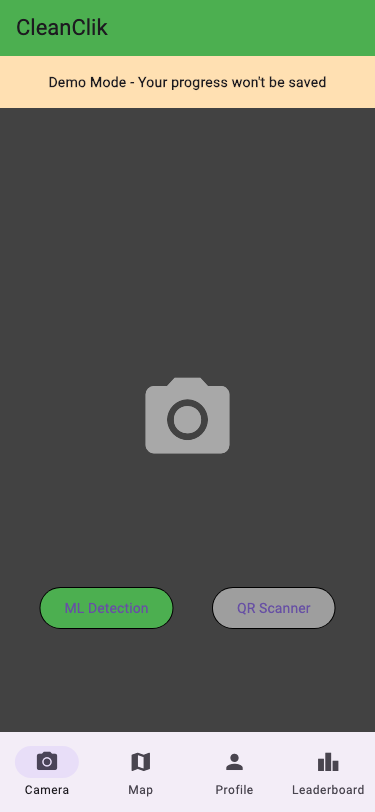 CleanClik
Demo Mode - Your progress won't be saved
ML Detection
QR Scanner
Camera
Map
Profile
Leaderboard